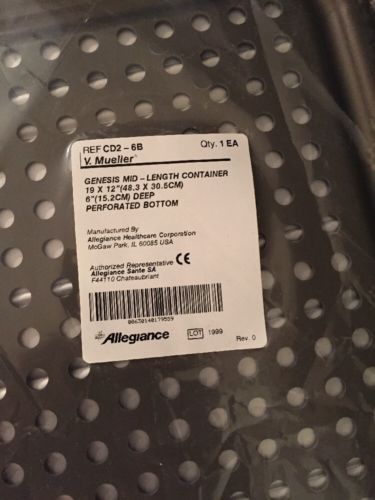 REF CD2 – 6B Qty. 1 EA
V. Mueller®
GENESIS MID – LENGTH CONTAINER
19 X 12"(48.3 X 30.5CM)
6"(15.2CM) DEEP
PERFORATED BOTTOM
Manufactured By
Allegiance Healthcare Corporation
McGaw Park, IL 60085 USA
Authorized Representative CE
Allegiance Sante SA
F44110 Chateaubriant
Allegiance LOT 1999 Rev. 0